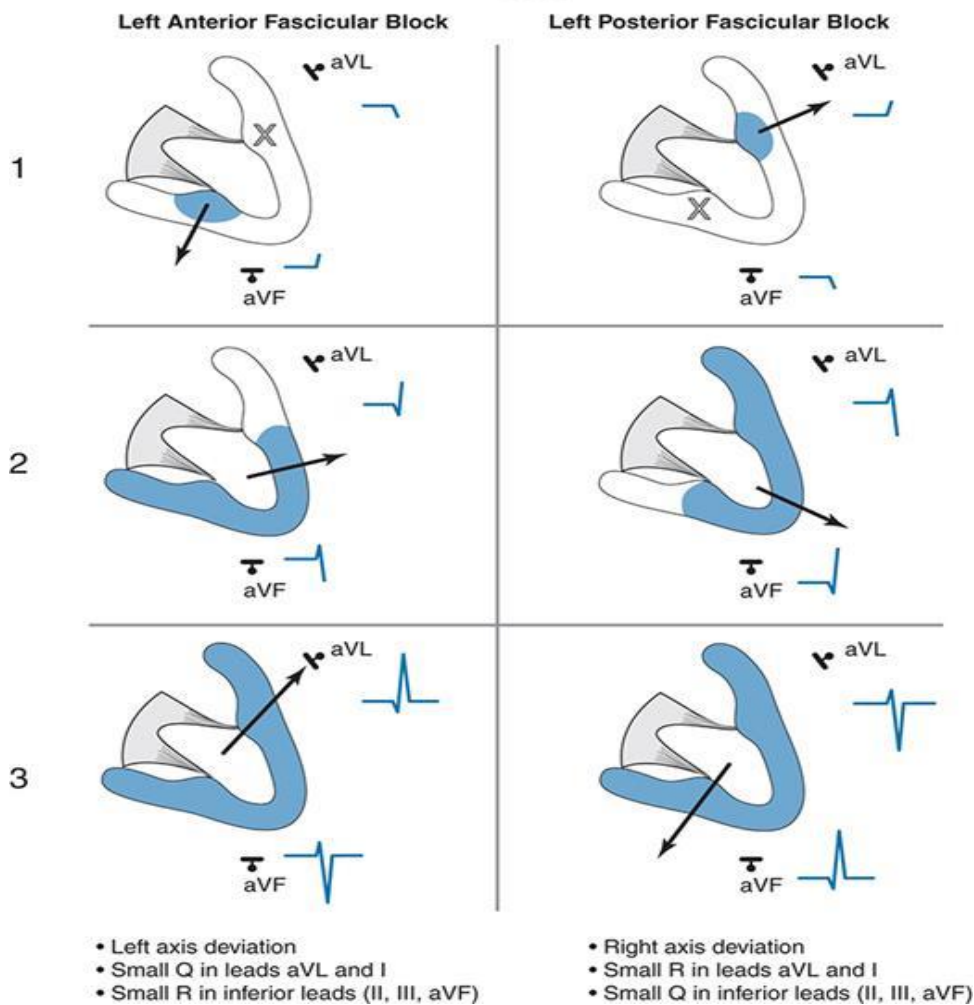 Left Anterior Fascicular Block
Left Posterior Fascicular Block
1
aVL
aVF
aVL
aVF
2
aVL
aVF
aVL
aVF
3
aVL
aVF
aVL
aVF
• Left axis deviation
• Small Q in leads aVL and I
• Small R in inferior leads (II, III, aVF)
• Right axis deviation
• Small R in leads aVL and I
• Small Q in inferior leads (II, III, aVF)